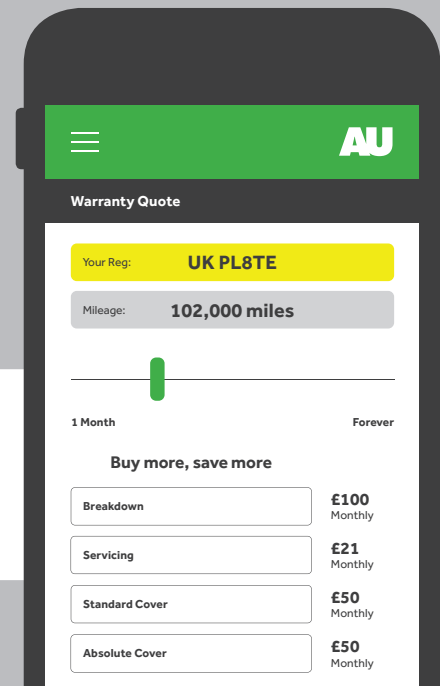 AU
Warranty Quote
Your Reg: UK PL8TE
Mileage: 102,000 miles
1 Month Forever
Buy more, save more
Breakdown £100
Monthly
Servicing £21
Monthly
Standard Cover £50
Monthly
Absolute Cover £50
Monthly